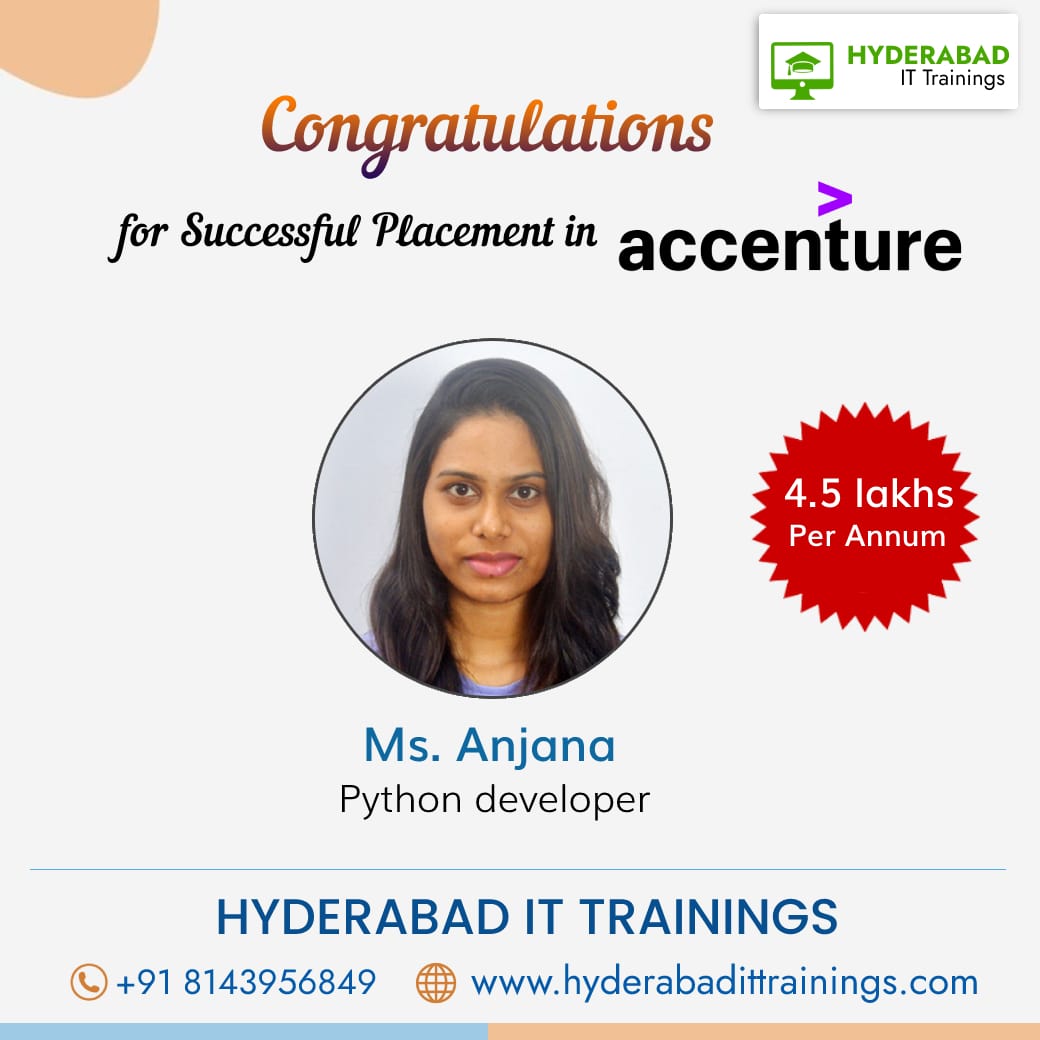 HYDERABAD
IT Trainings
Congratulations
for Successful Placement in
accenture
4.5 lakhs
Per Annum
Ms. Anjana
Python developer
HYDERABAD IT TRAININGS
+91 8143956849 www.hyderabadittrainings.com